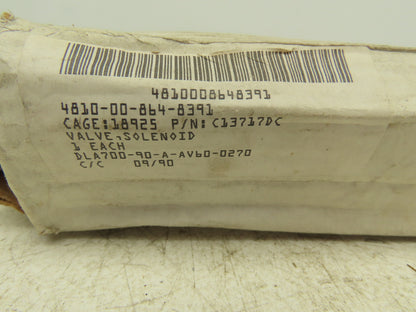 4810008648391
4810-00-864-8391
CAGE:18925 P/N: C13717DC
VALVE,SOLENOID
1 EACH
DLA700-90-A-AV60-0270
C/C 09/90